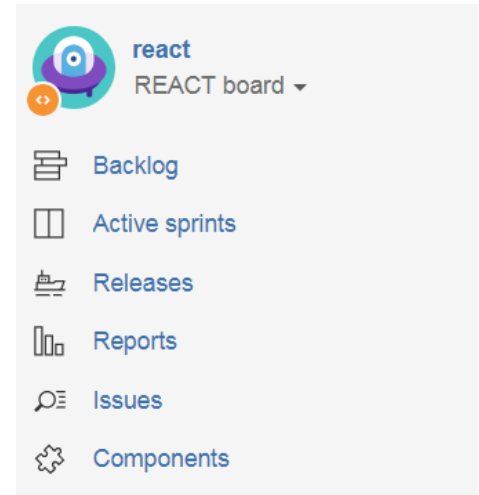 react
REACT board
Backlog
Active sprints
Releases
Reports
Issues
Components